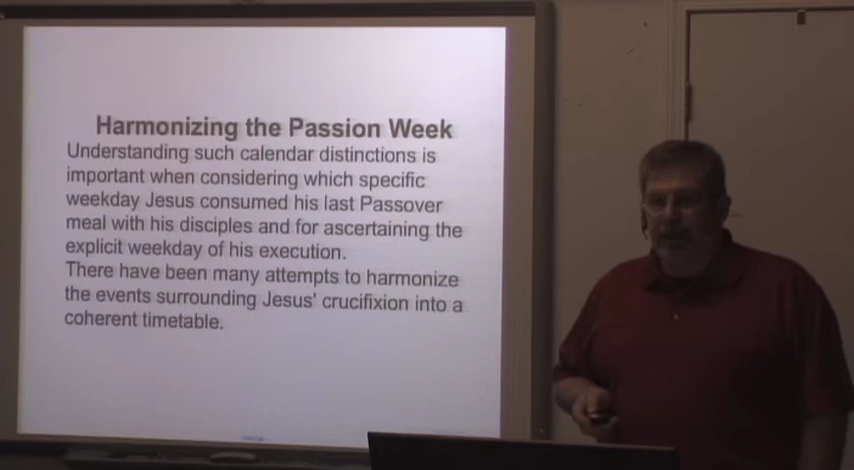 Harmonizing the Passion Week
Understanding such calendar distinctions is
important when considering which specific
weekday Jesus consumed his last Passover
meal with his disciples and for ascertaining the
explicit weekday of his execution.
There have been many attempts to harmonize
the events surrounding Jesus' crucifixion into a
coherent timetable.